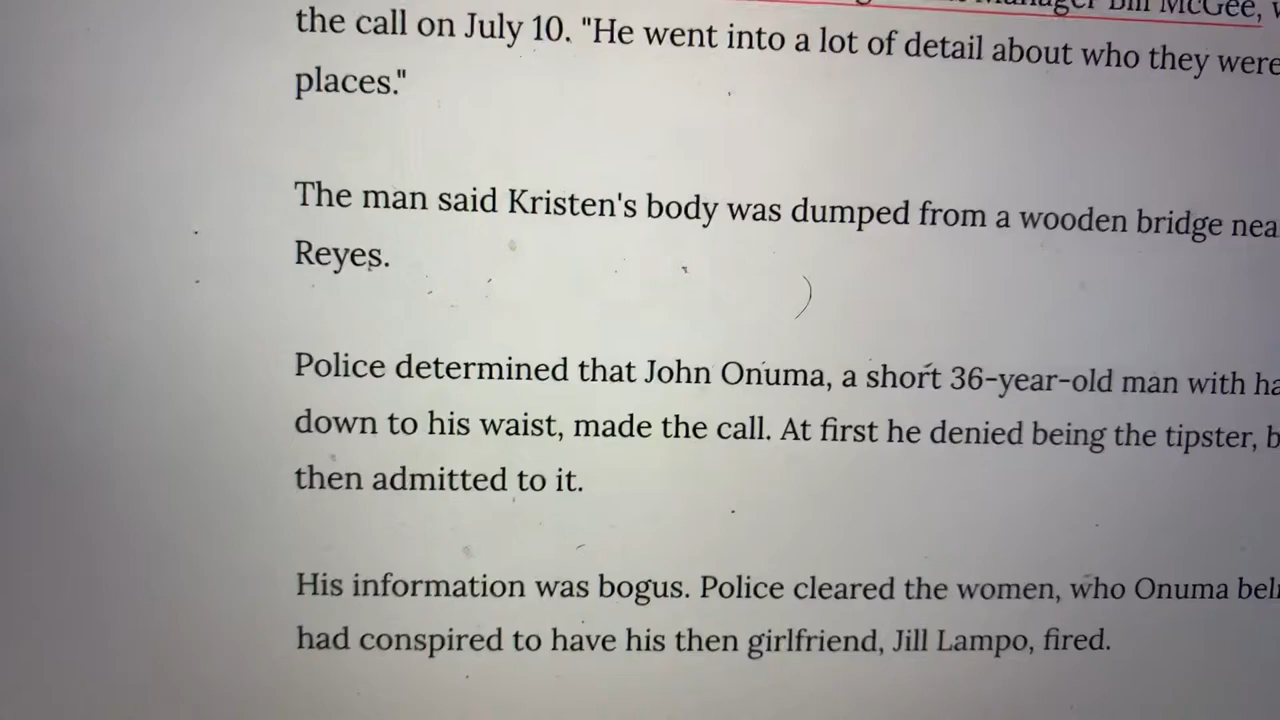 Manager Bill McGee,
the call on July 10. "He went into a lot of detail about who they were
places."
The man said Kristen's body was dumped from a wooden bridge nea
Reyes.
Police determined that John Onuma, a short 36-year-old man with ha
down to his waist, made the call. At first he denied being the tipster, b
then admitted to it.
His information was bogus. Police cleared the women, who Onuma beli
had conspired to have his then girlfriend, Jill Lampo, fired.